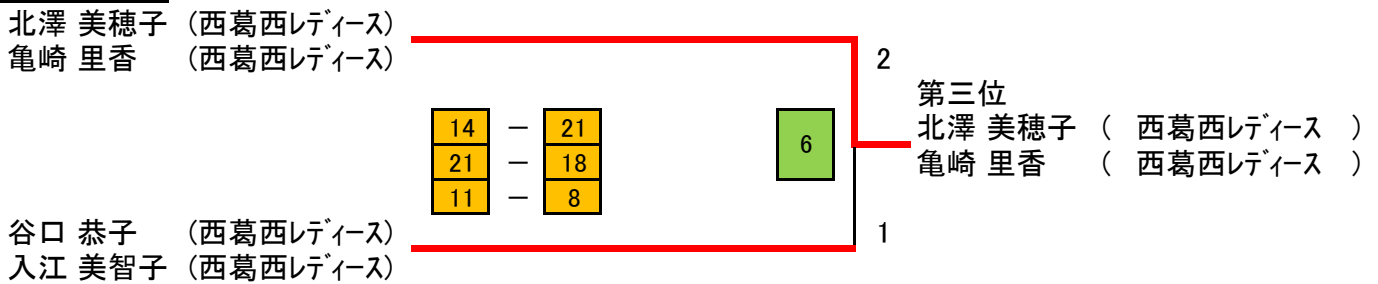 北澤 美穂子 (西葛西ﾚﾃﾞｨｰｽ)
亀崎 里香 (西葛西ﾚﾃﾞｨｰｽ)
2
第三位
14 － 21
北澤 美穂子 ( 西葛西ﾚﾃﾞｨｰｽ )
6
21 － 18
亀崎 里香 ( 西葛西ﾚﾃﾞｨｰｽ )
11 － 8
谷口 恭子 (西葛西ﾚﾃﾞｨｰｽ)
1
入江 美智子 (西葛西ﾚﾃﾞｨｰｽ)